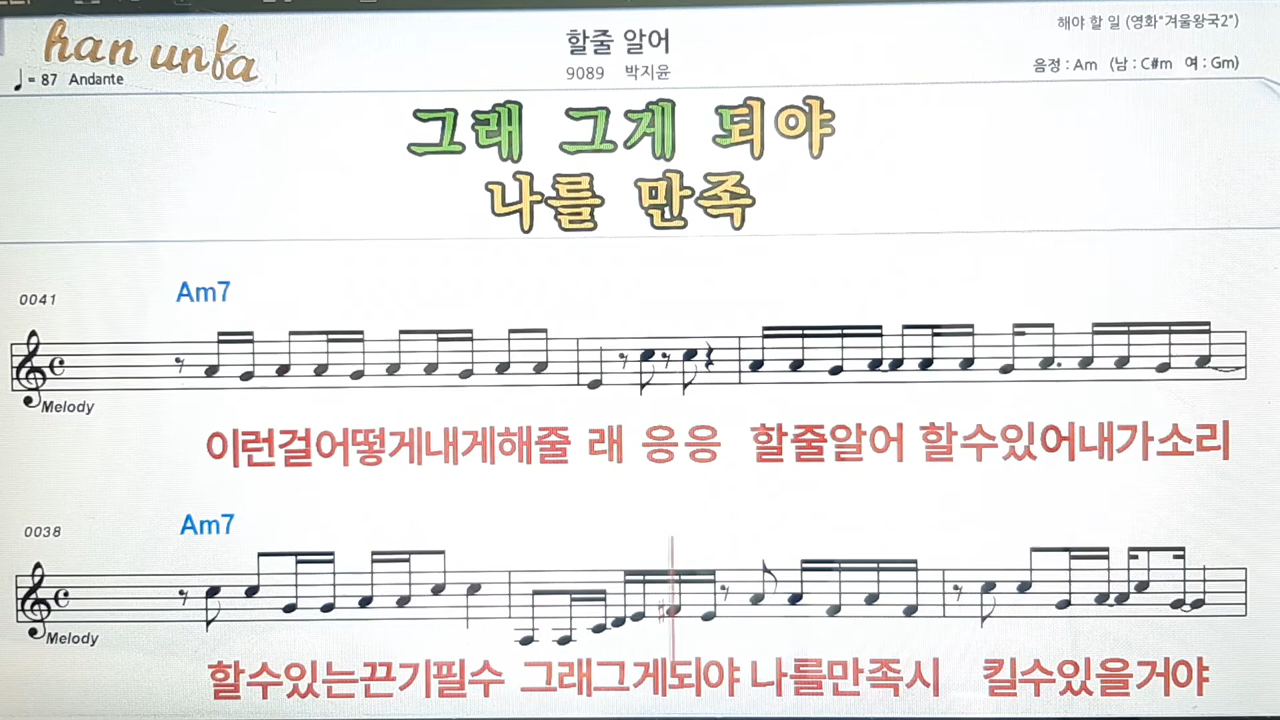 han unfa
♩= 87 Andante
할줄 알어
9089 박지윤
해야 할 일 (영화"겨울왕국2")
음정 : Am (남 : C#m 여 : Gm)
그래 그게 되야
나를 만족
0041
Am7
Melody
이런걸어떻게내게해줄 래 응응 할줄알어 할수있어내가소리
0038
Am7
Melody
할수있는끈기필수 그래그게되야 나를만족시 킬수있을거야